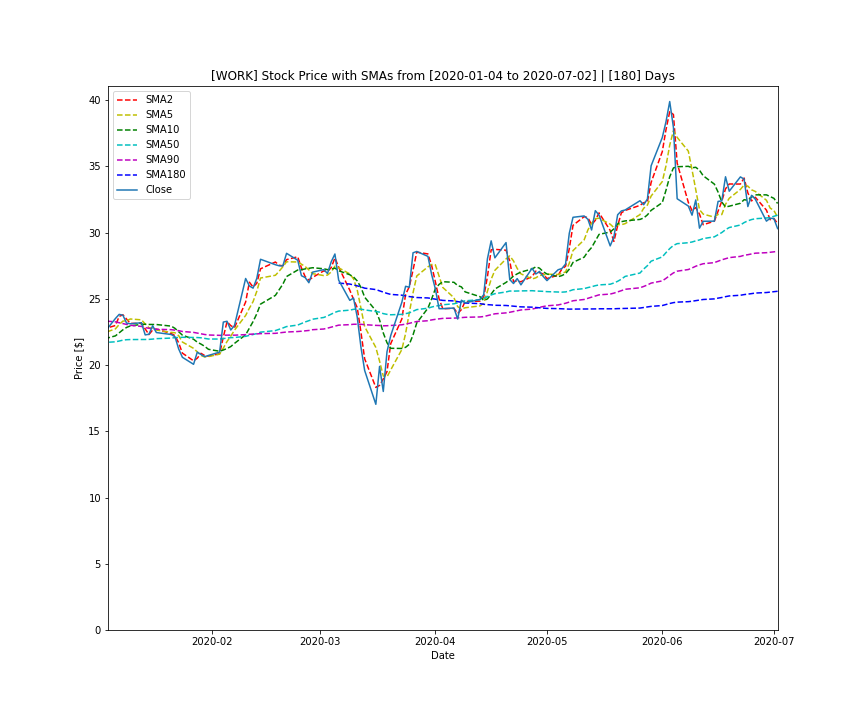 [WORK] Stock Price with SMAs from [2020-01-04 to 2020-07-02] | [180] Days
SMA2
SMA5
SMA10
SMA50
SMA90
SMA180
Close
40
35
30
25
20
15
10
5
0
Price [$]
2020-02
2020-03
2020-04
2020-05
2020-06
2020-07
Date